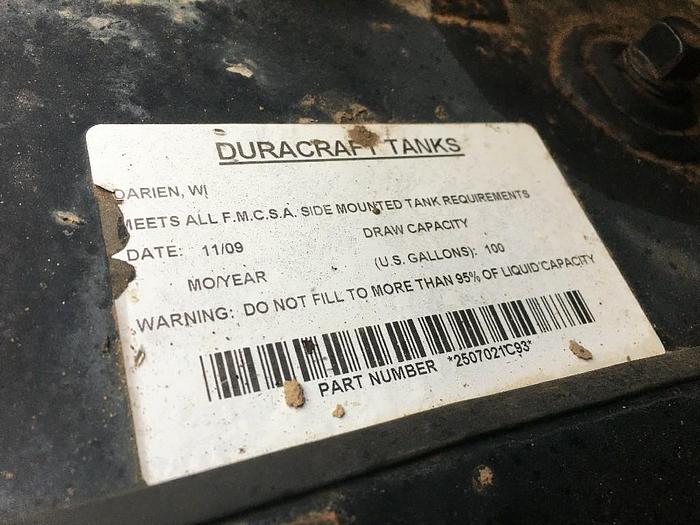 DURACRAFT TANKS
DARIEN, WI
MEETS ALL F.M.C.S.A. SIDE MOUNTED TANK REQUIREMENTS
DATE: 11/09 DRAW CAPACITY
MO/YEAR (U.S. GALLONS): 100
WARNING: DO NOT FILL TO MORE THAN 95% OF LIQUID CAPACITY
PART NUMBER *2507021C93*